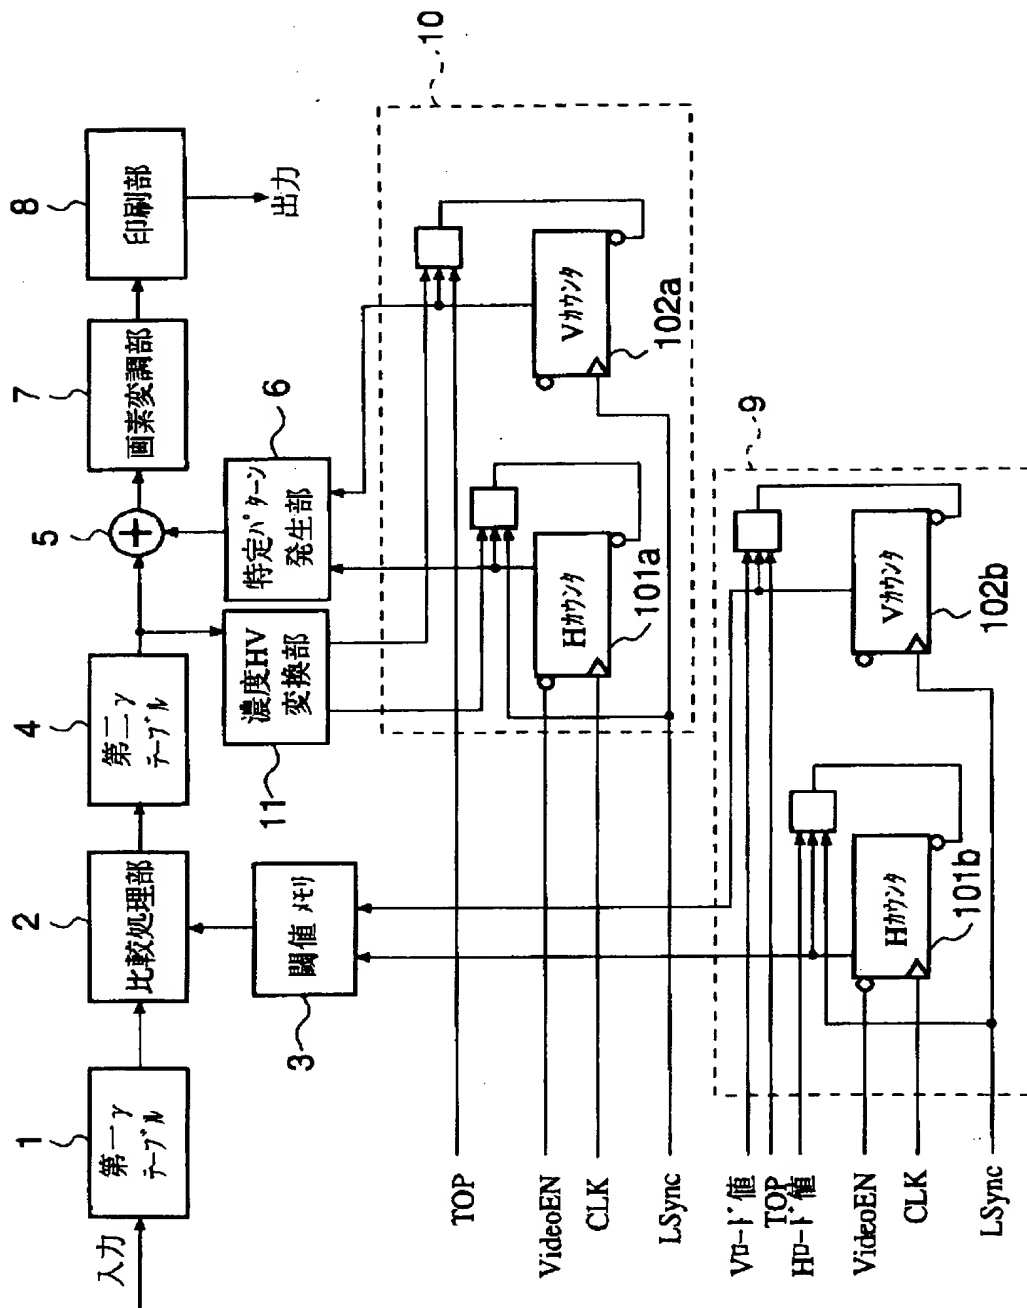 入力
1
第一γ
テーブル
2
比較処理部
3
閾値 メモリ
4
第二γ
テーブル
5
+
特定パターン
発生部
6
濃度HV
変換部
11
7
画素変調部
8
印刷部
出力
10
Hカウンタ
101a
Vカウンタ
102a
TOP
VideoEN
CLK
LSync
9
Hカウンタ
101b
Vカウンタ
102b
Vロード値
TOP
Hロード値
VideoEN
CLK
LSync